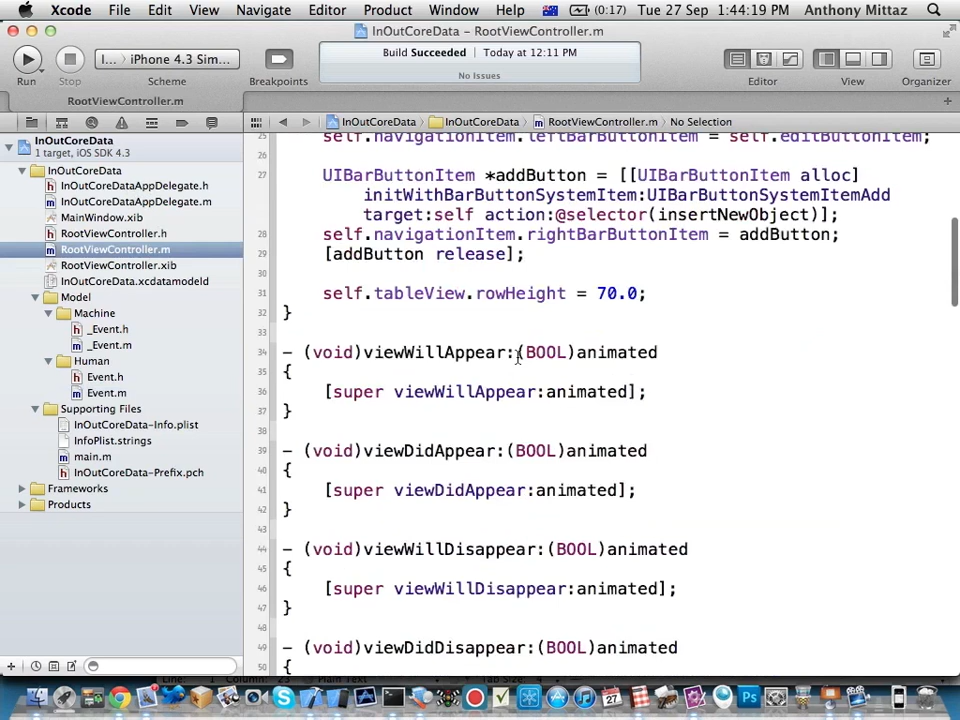 Xcode File Edit View Navigate Editor Product Window Help (0:17) Tue 27 Sep 1:44:19 PM Anthony Mittaz
InOutCoreData – RootViewController.m
Run Stop
I... iPhone 4.3 Sim...
Scheme
Breakpoints
Build Succeeded Today at 12:11 PM
No Issues
Editor View Organizer
RootViewController.m
InOutCoreData
1 target, iOS SDK 4.3
InOutCoreData
InOutCoreDataAppDelegate.h
InOutCoreDataAppDelegate.m
MainWindow.xib
RootViewController.h
RootViewController.m
RootViewController.xib
InOutCoreData.xcdatamodeld
Model
Machine
_Event.h
_Event.m
Human
Event.h
Event.m
Supporting Files
InOutCoreData-Info.plist
InfoPlist.strings
main.m
InOutCoreData-Prefix.pch
Frameworks
Products
InOutCoreData InOutCoreData RootViewController.m No Selection
25 self.navigationItem.leftBarButtonItem = self.editButtonItem;
26
27 UIBarButtonItem *addButton = [[UIBarButtonItem alloc]
initWithBarButtonSystemItem:UIBarButtonSystemItemAdd
target:self action:@selector(insertNewObject)];
28 self.navigationItem.rightBarButtonItem = addButton;
29 [addButton release];
30
31 self.tableView.rowHeight = 70.0;
32 }
33
34 - (void)viewWillAppear:(BOOL)animated
35 {
36 [super viewWillAppear:animated];
37 }
38
39 - (void)viewDidAppear:(BOOL)animated
40 {
41 [super viewDidAppear:animated];
42 }
43
44 - (void)viewWillDisappear:(BOOL)animated
45 {
46 [super viewWillDisappear:animated];
47 }
48
49 - (void)viewDidDisappear:(BOOL)animated
50 {